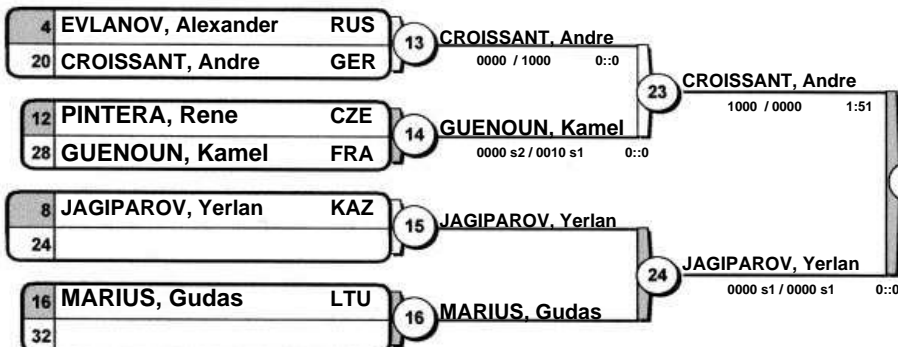 4 EVLANOV, Alexander RUS
20 CROISSANT, Andre GER
13 CROISSANT, Andre
0000 / 1000 0::0
12 PINTERA, Rene CZE
28 GUENOUN, Kamel FRA
14 GUENOUN, Kamel
0000 s2 / 0010 s1 0::0
23 CROISSANT, Andre
1000 / 0000 1:51
8 JAGIPAROV, Yerlan KAZ
24
15 JAGIPAROV, Yerlan
16 MARIUS, Gudas LTU
32
16 MARIUS, Gudas
24 JAGIPAROV, Yerlan
0000 s1 / 0000 s1 0::0